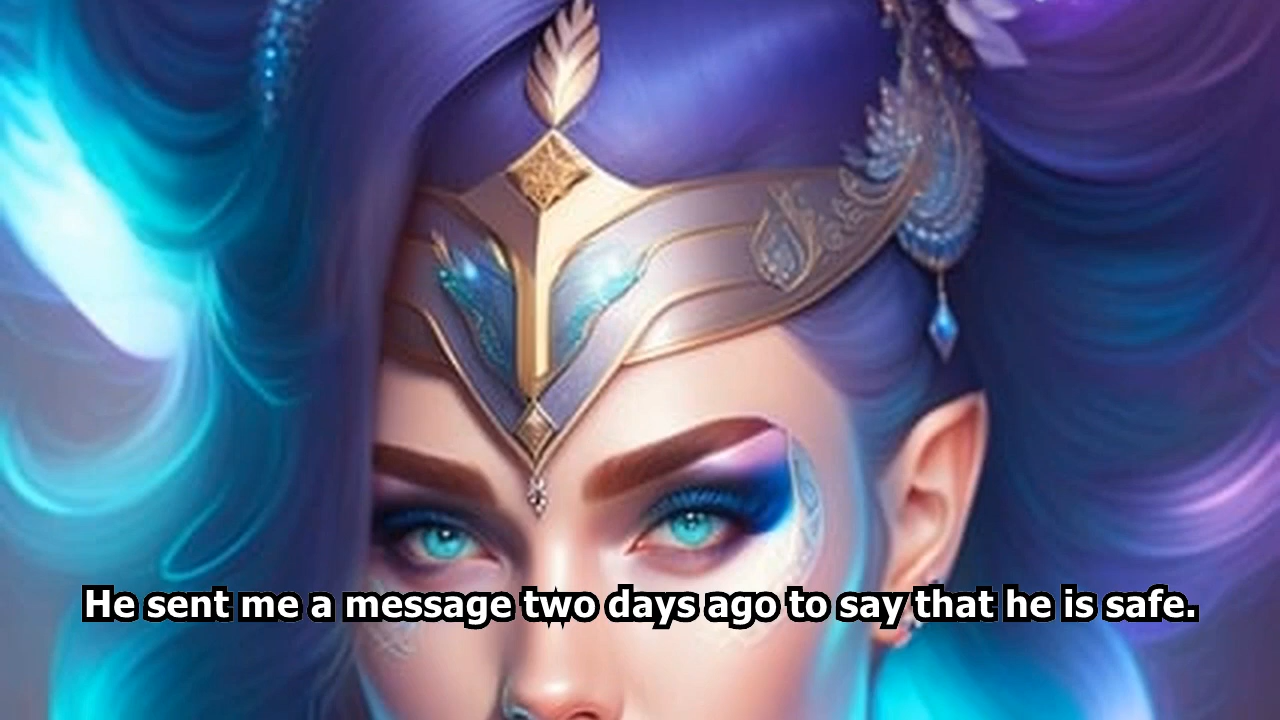 He sent me a message two days ago to say that he is safe.